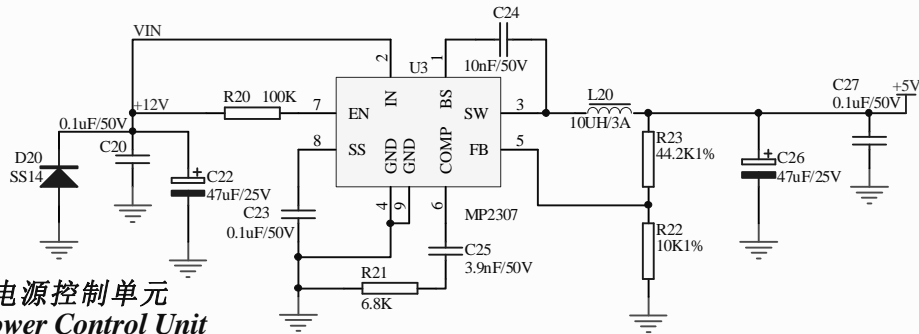 VIN
C24
10nF/50V
U3
2
1
IN
BS
+12V
R20 100K
7
EN
SW
3
L20
10UH/3A
C27
0.1uF/50V
+5V
0.1uF/50V
C20
8
SS
GND
GND
COMP
FB
5
R23
44.2K1%
D20
SS14
C22
47uF/25V
C26
47uF/25V
C23
0.1uF/50V
4
9
6
MP2307
C25
3.9nF/50V
R22
10K1%
R21
6.8K
电源控制单元
ower Control Unit